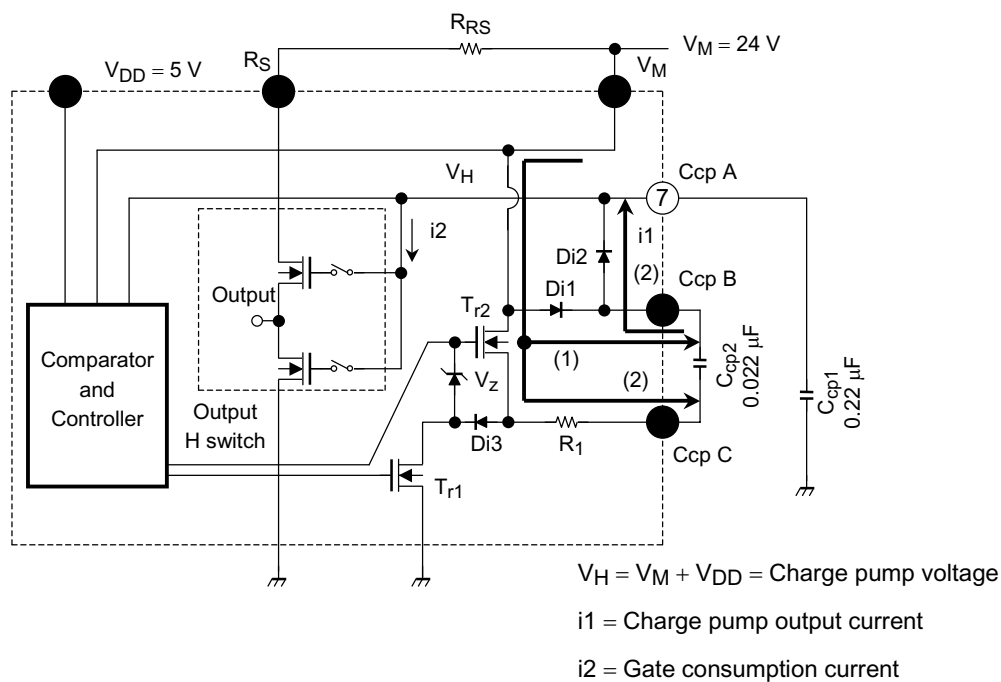 R_RS
V_M = 24 V
R_S
V_M
V_DD = 5 V
V_H
Ccp A
7
i2
i1
Di2
(2)
Ccp B
Di1
Output
T_r2
Comparator
and
Controller
(1)
V_z
(2)
C_cp2
0.022 μF
C_cp1
0.22 μF
Output
H switch
Di3
R_1
Ccp C
T_r1
V_H = V_M + V_DD = Charge pump voltage
i1 = Charge pump output current
i2 = Gate consumption current